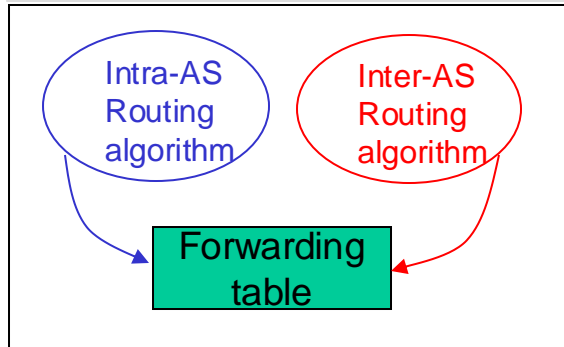 Intra-AS
Routing
algorithm
Inter-AS
Routing
algorithm
Forwarding
table